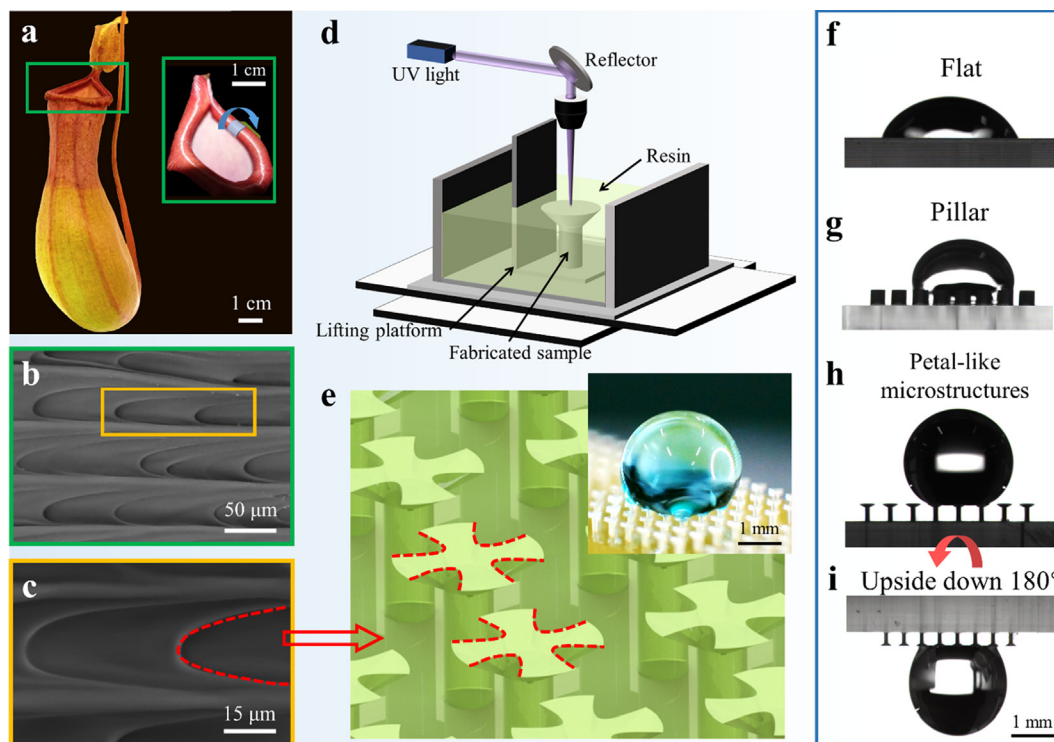 a
1 cm
1 cm
b
50 μm
c
15 μm
d
UV light
Reflector
Resin
Lifting platform
Fabricated sample
e
1 mm
f
Flat
g
Pillar
h
Petal-like
microstructures
i
Upside down 180°
1 mm